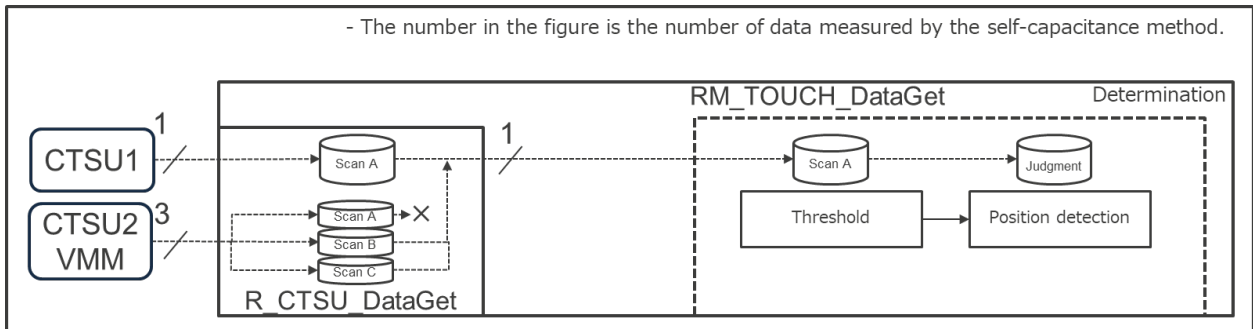 - The number in the figure is the number of data measured by the self-capacitance method.
RM_TOUCH_DataGet
Determination
1
CTSU1
Scan A
1
Scan A
Judgment
CTSU2
VMM
3
Scan A
Scan B
Scan C
Threshold
Position detection
R_CTSU_DataGet